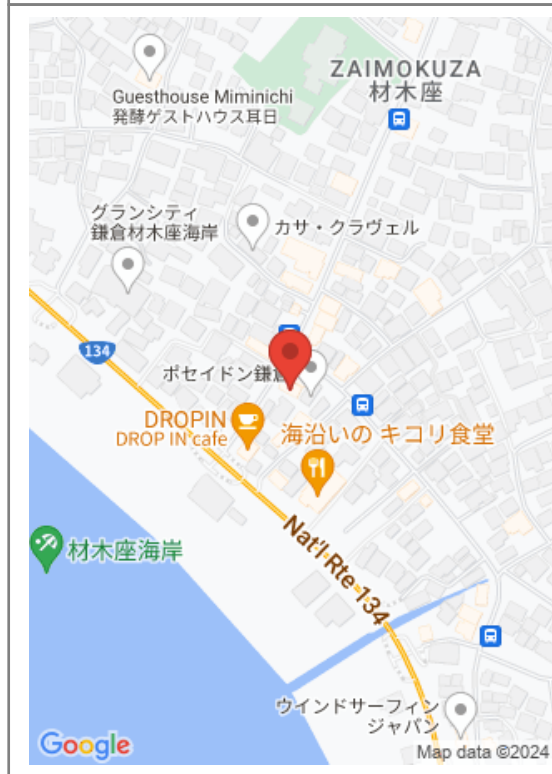 ZAIMOKUZA
材木座
Guesthouse Miminichi
発酵ゲストハウス耳日
グランシティ
鎌倉材木座海岸
カサ・クラヴェル
134
ポセイドン鎌倉
DROPIN
DROP IN cafe
海沿いの キコリ食堂
Nat'l Rte 134
材木座海岸
ウインドサーフィン
ジャパン
Google
Map data ©2024